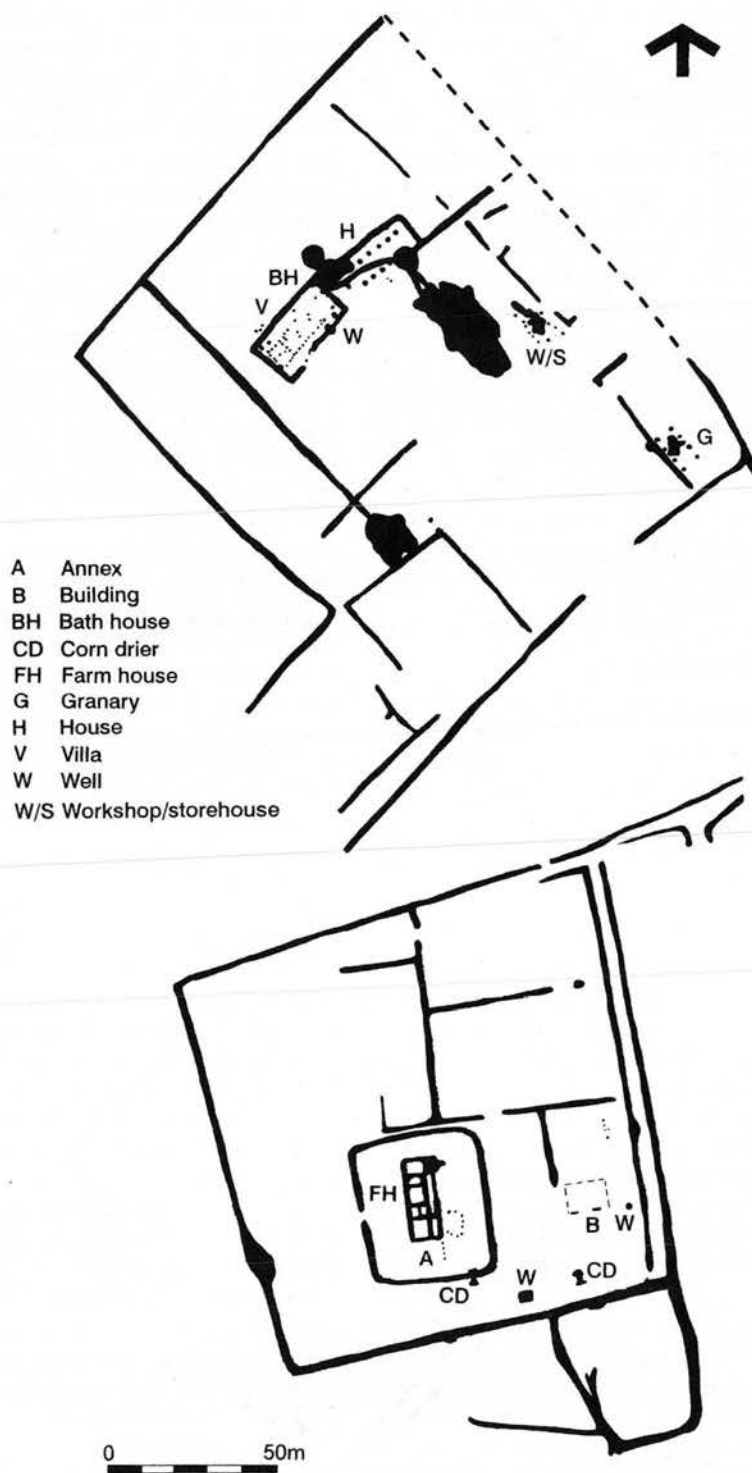 H
BH
V
W
W/S
G
A Annex
B Building
BH Bath house
CD Corn drier
FH Farm house
G Granary
H House
V Villa
W Well
W/S Workshop/storehouse
FH
B W
A
CD W CD
0 50m